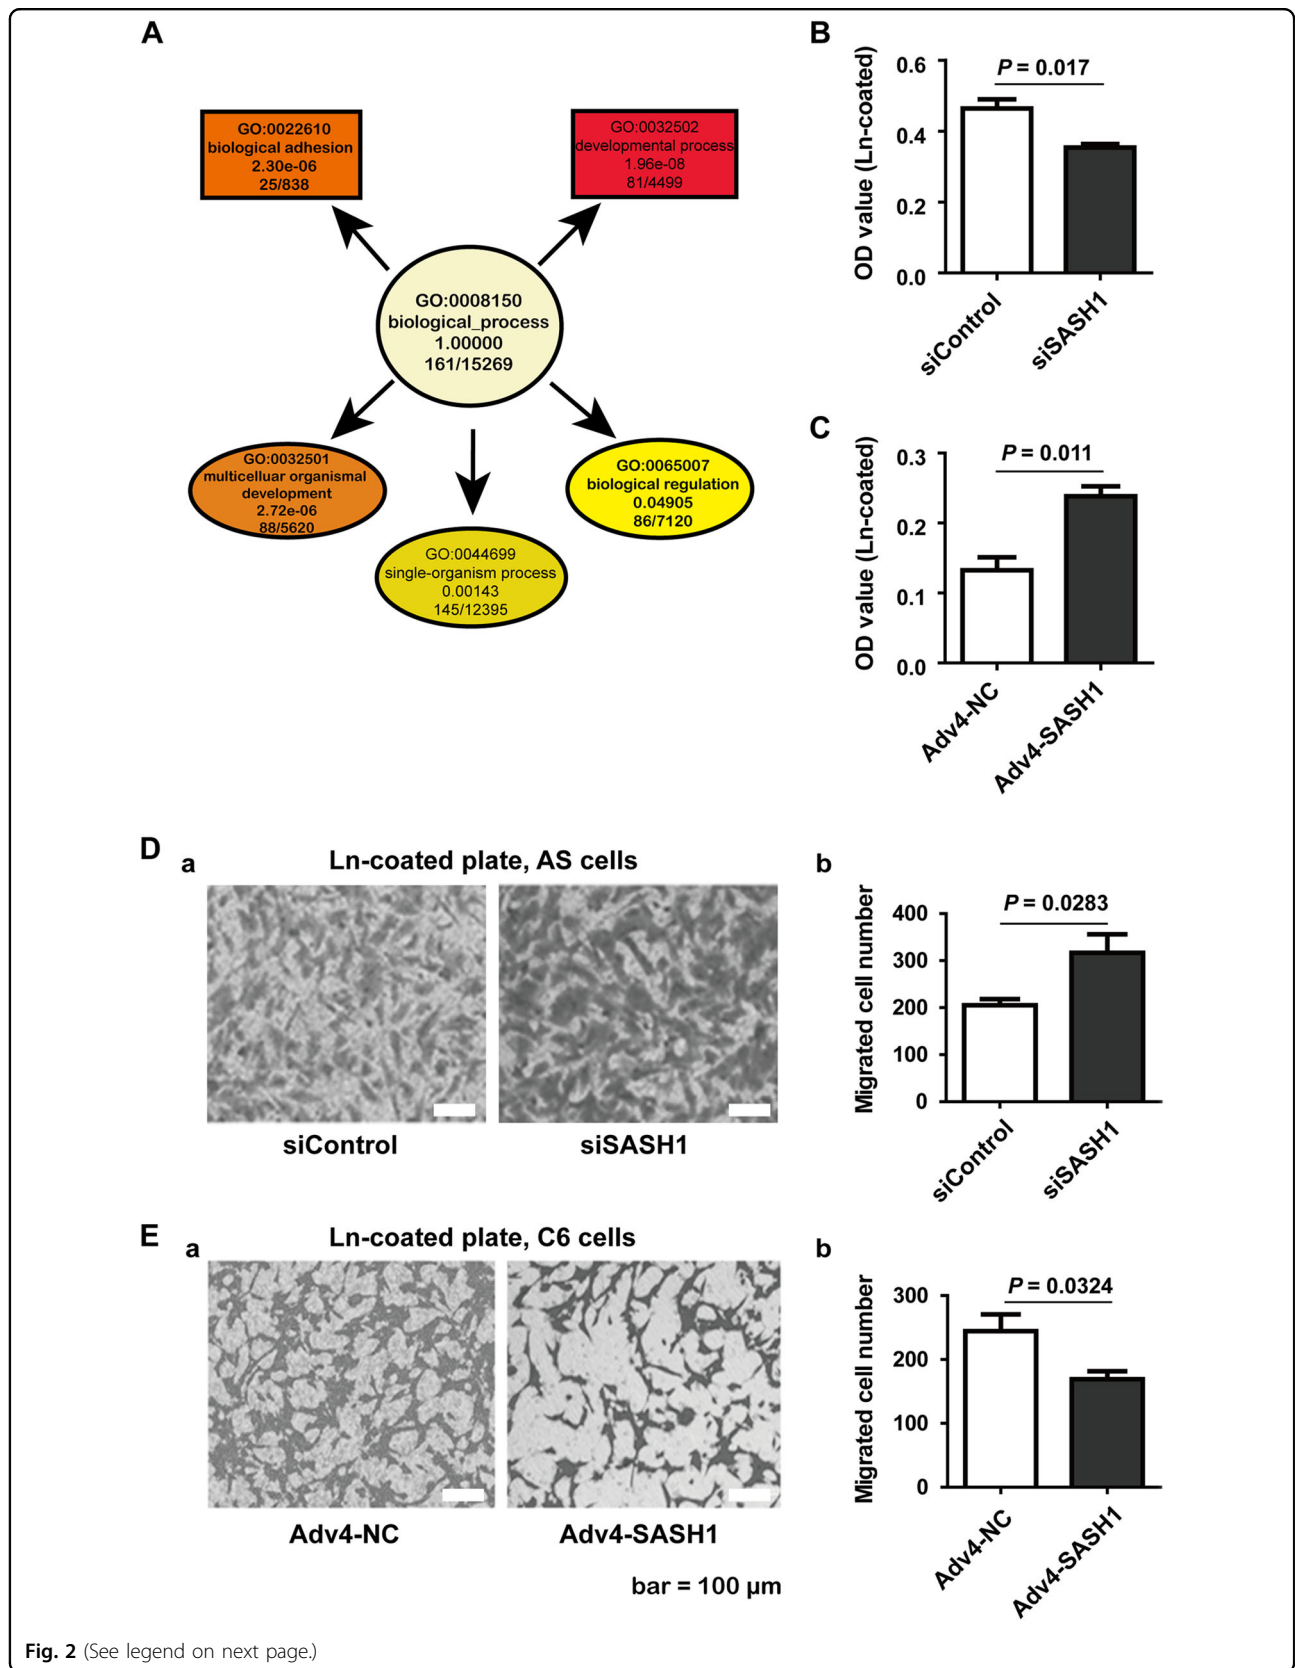 A
GO:0022610
biological adhesion
2.30e-06
25/838
GO:0032502
developmental process
1.96e-08
81/4499
GO:0008150
biological_process
1.00000
161/15269
GO:0032501
multicelluar organismal
development
2.72e-06
88/5620
GO:0065007
biological regulation
0.04905
86/7120
GO:0044699
single-organism process
0.00143
145/12395
B
OD value (Ln-coated)
0.6
0.4
0.2
0.0
P = 0.017
siControl
siSASH1
C
OD value (Ln-coated)
0.3
0.2
0.1
0.0
P = 0.011
Adv4-NC
Adv4-SASH1
D
a
Ln-coated plate, AS cells
siControl
siSASH1
b
Migrated cell number
400
300
200
100
0
P = 0.0283
siControl
siSASH1
E
a
Ln-coated plate, C6 cells
Adv4-NC
Adv4-SASH1
bar = 100 µm
b
Migrated cell number
300
200
100
0
P = 0.0324
Adv4-NC
Adv4-SASH1
Fig. 2 (See legend on next page.)